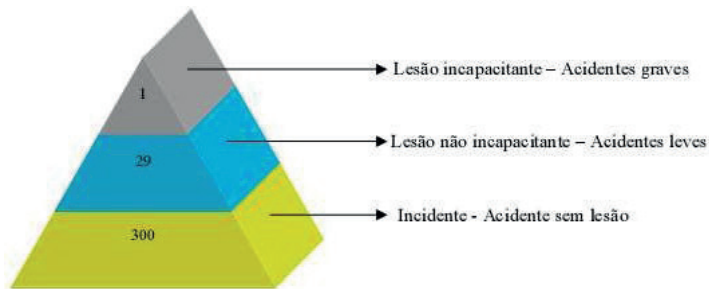 1
Lesão incapacitante – Acidentes graves
29
Lesão não incapacitante – Acidentes leves
300
Incidente - Acidente sem lesão